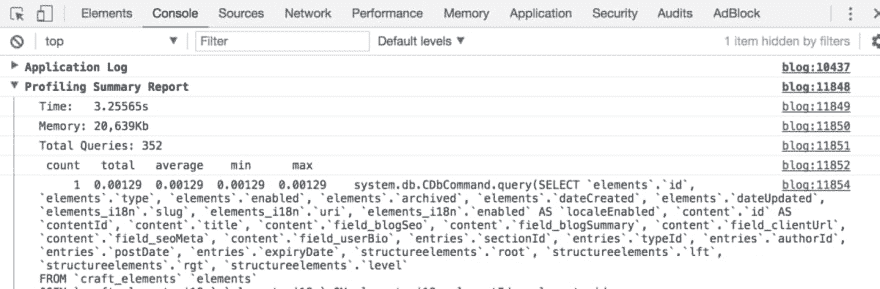 Elements Console Sources Network Performance Memory Application Security Audits AdBlock
top Filter Default levels 1 item hidden by filters
Application Log blog:10437
Profiling Summary Report blog:11848
Time: 3.25565s blog:11849
Memory: 20,639Kb blog:11850
Total Queries: 352 blog:11851
count total average min max blog:11852
1 0.00129 0.00129 0.00129 0.00129 system.db.CDbCommand.query(SELECT `elements`.`id`, blog:11854
`elements`.`type`, `elements`.`enabled`, `elements`.`archived`, `elements`.`dateCreated`, `elements`.`dateUpdated`,
`elements_i18n`.`slug`, `elements_i18n`.`uri`, `elements_i18n`.`enabled` AS `localeEnabled`, `content`.`id` AS
`contentId`, `content`.`title`, `content`.`field_blogSeo`, `content`.`field_blogSummary`, `content`.`field_clientUrl`,
`content`.`field_seoMeta`, `content`.`field_userBio`, `entries`.`sectionId`, `entries`.`typeId`, `entries`.`authorId`,
`entries`.`postDate`, `entries`.`expiryDate`, `structureelements`.`root`, `structureelements`.`lft`,
`structureelements`.`rgt`, `structureelements`.`level`
FROM `craft_elements` `elements`